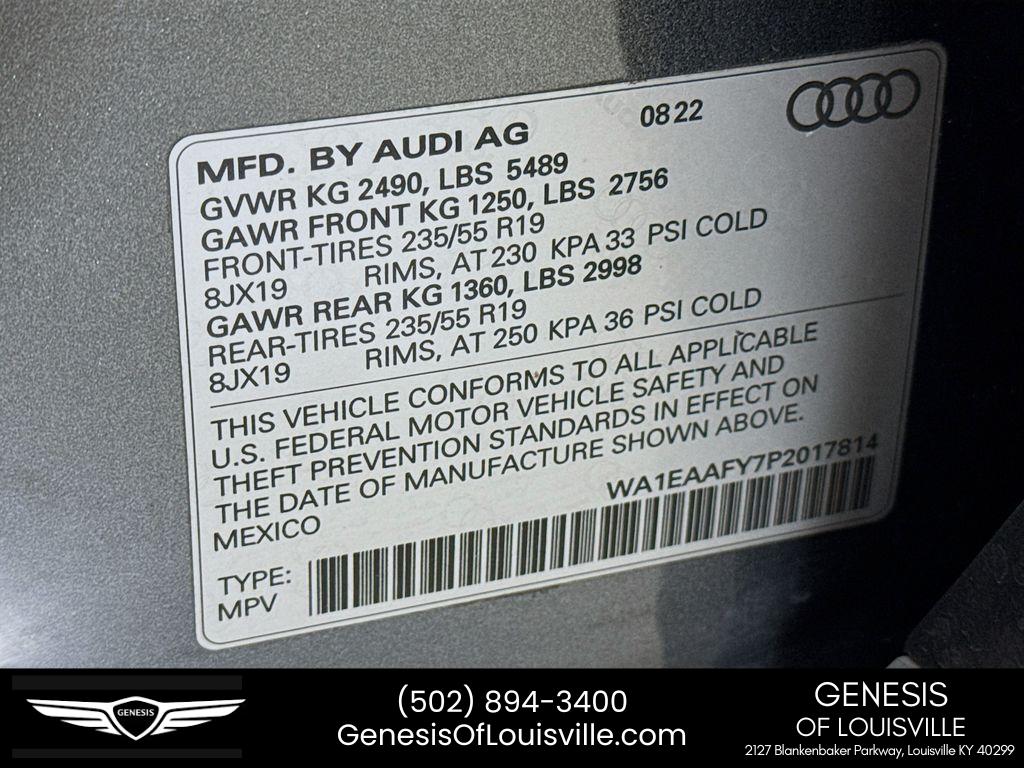 MFD. BY AUDI AG 08 22
GVWR KG 2490, LBS 5489
GAWR FRONT KG 1250, LBS 2756
FRONT-TIRES 235/55 R19
8JX19 RIMS, AT 230 KPA 33 PSI COLD
GAWR REAR KG 1360, LBS 2998
REAR-TIRES 235/55 R19
8JX19 RIMS, AT 250 KPA 36 PSI COLD
THIS VEHICLE CONFORMS TO ALL APPLICABLE
U.S. FEDERAL MOTOR VEHICLE SAFETY AND
THEFT PREVENTION STANDARDS IN EFFECT ON
THE DATE OF MANUFACTURE SHOWN ABOVE.
MEXICO
WA1EAAFY7P2017814
TYPE:
MPV
GENESIS
(502) 894-3400
GenesisOfLouisville.com
GENESIS
OF LOUISVILLE
2127 Blankenbaker Parkway, Louisville KY 40299